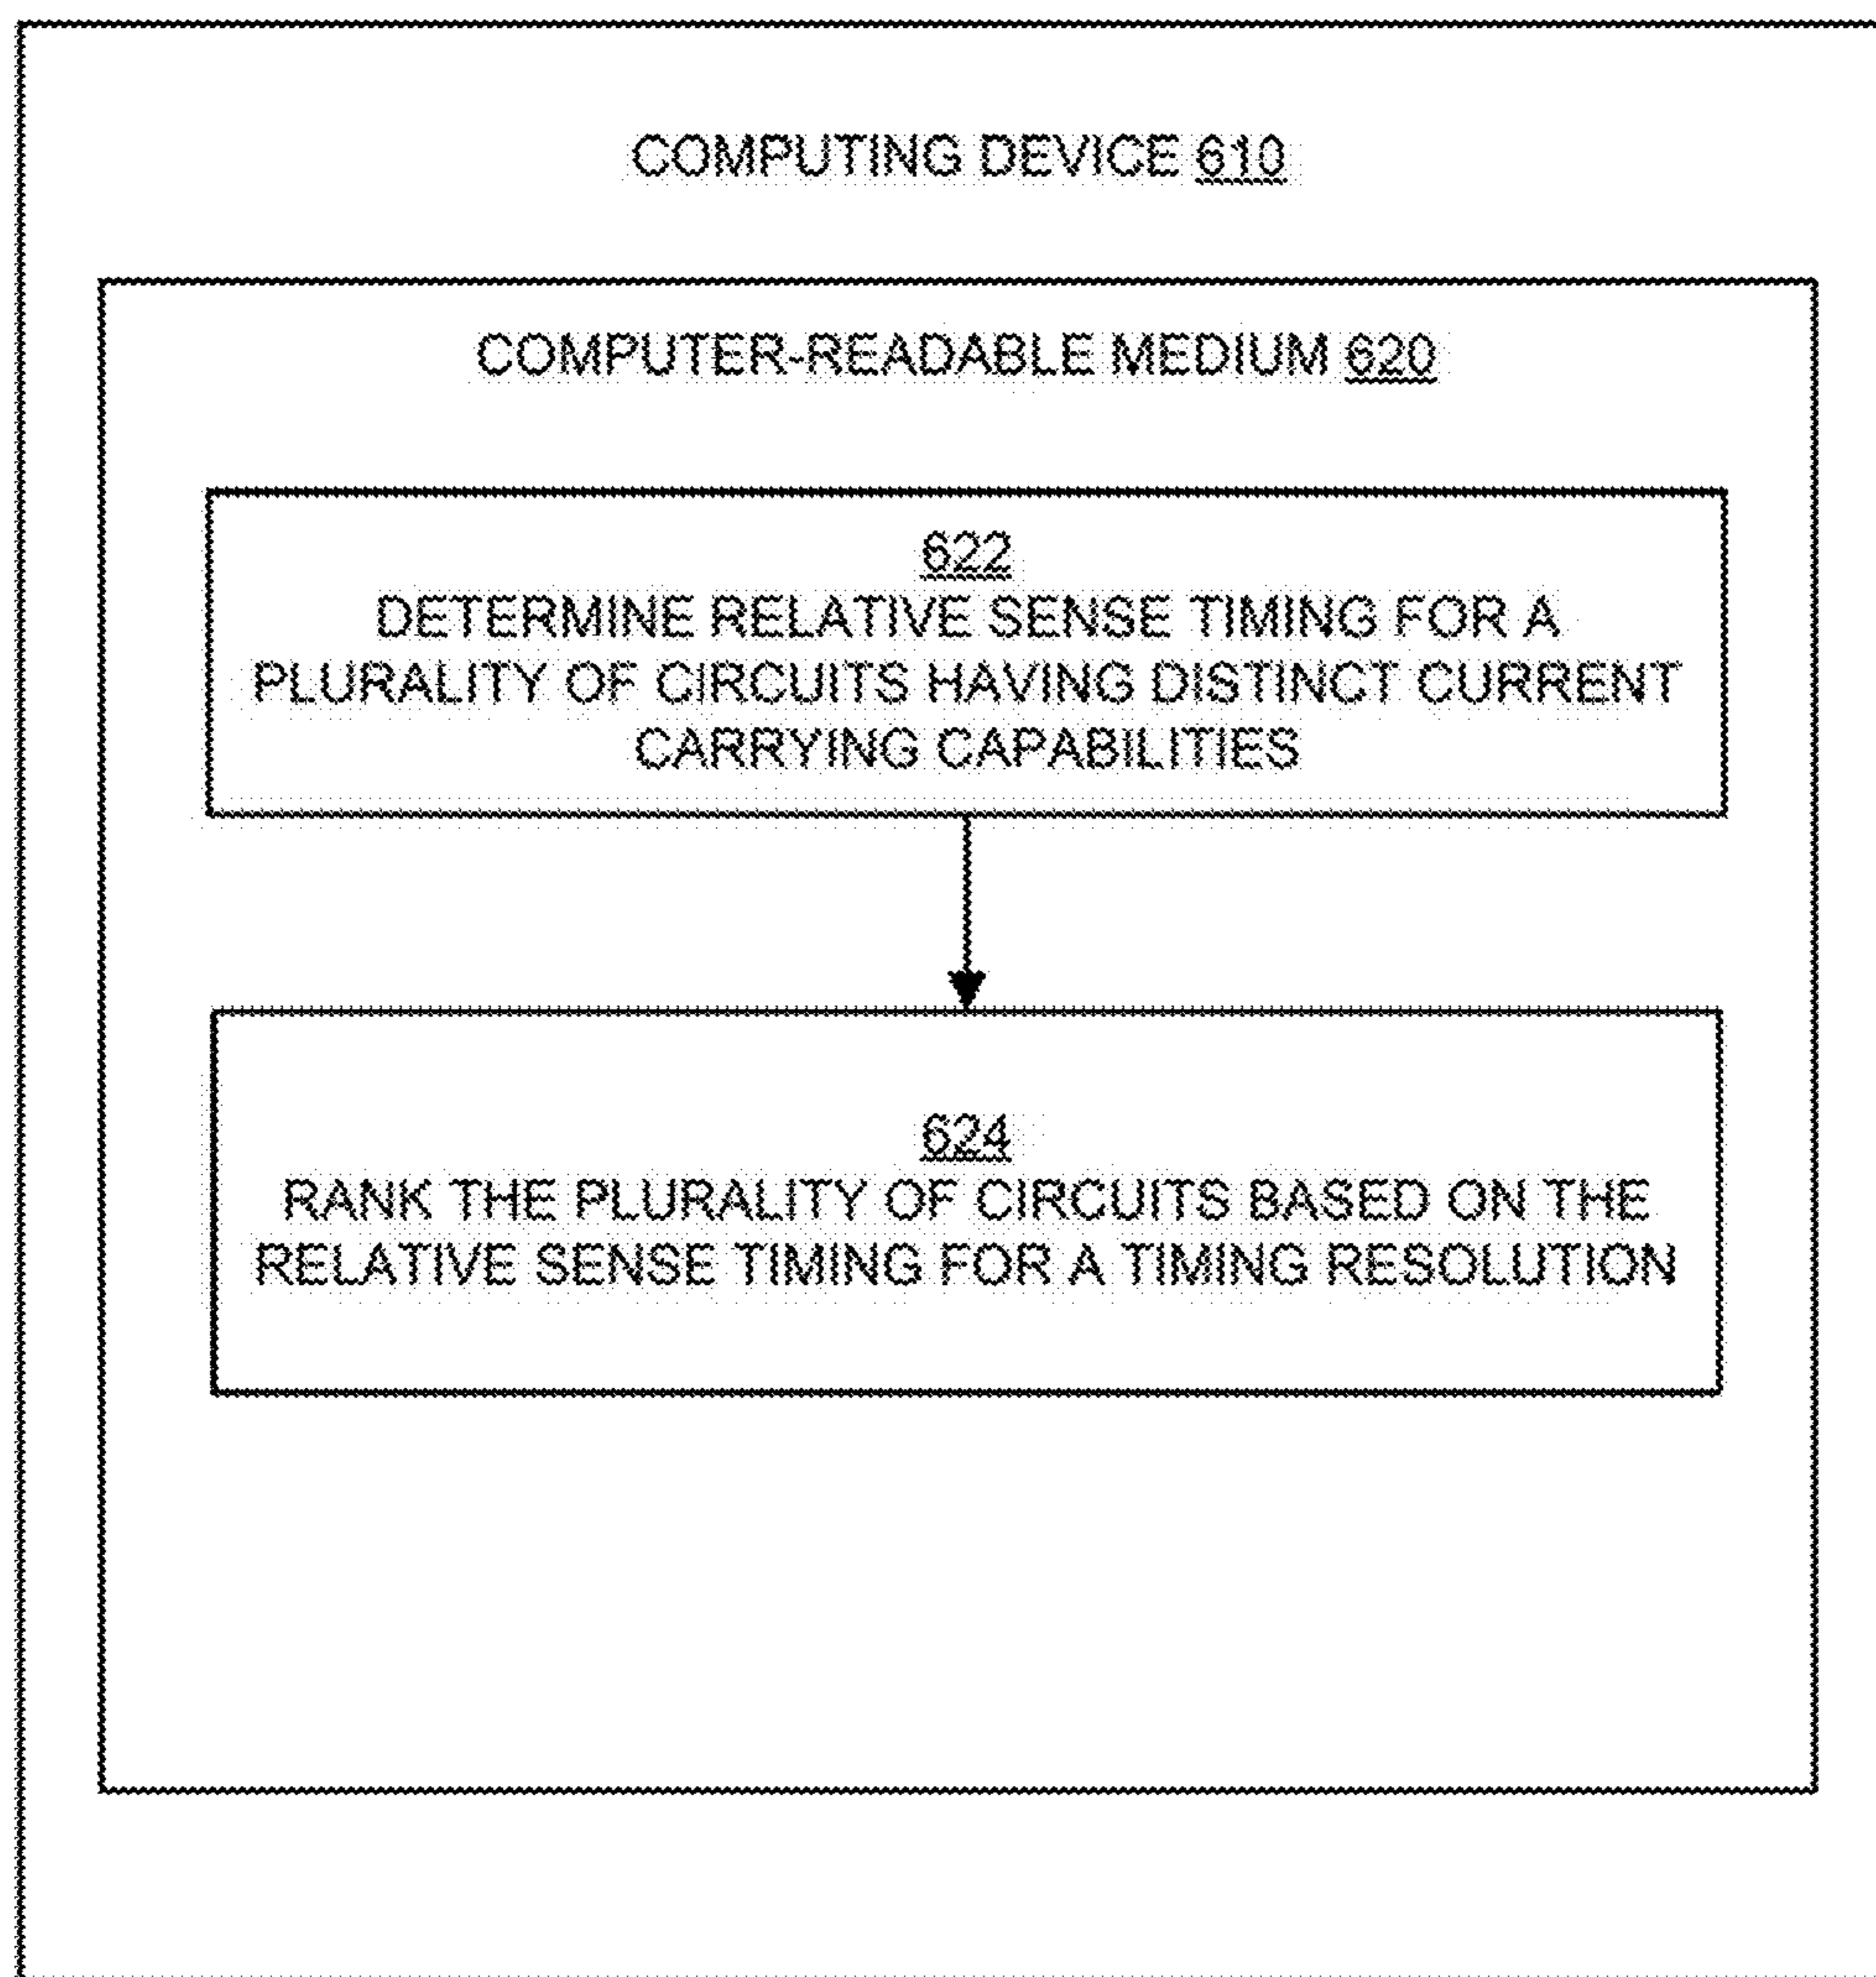 COMPUTING DEVICE 610
COMPUTER-READABLE MEDIUM 620
622
DETERMINE RELATIVE SENSE TIMING FOR A
PLURALITY OF CIRCUITS HAVING DISTINCT CURRENT
CARRYING CAPABILITIES
624
RANK THE PLURALITY OF CIRCUITS BASED ON THE
RELATIVE SENSE TIMING FOR A TIMING RESOLUTION